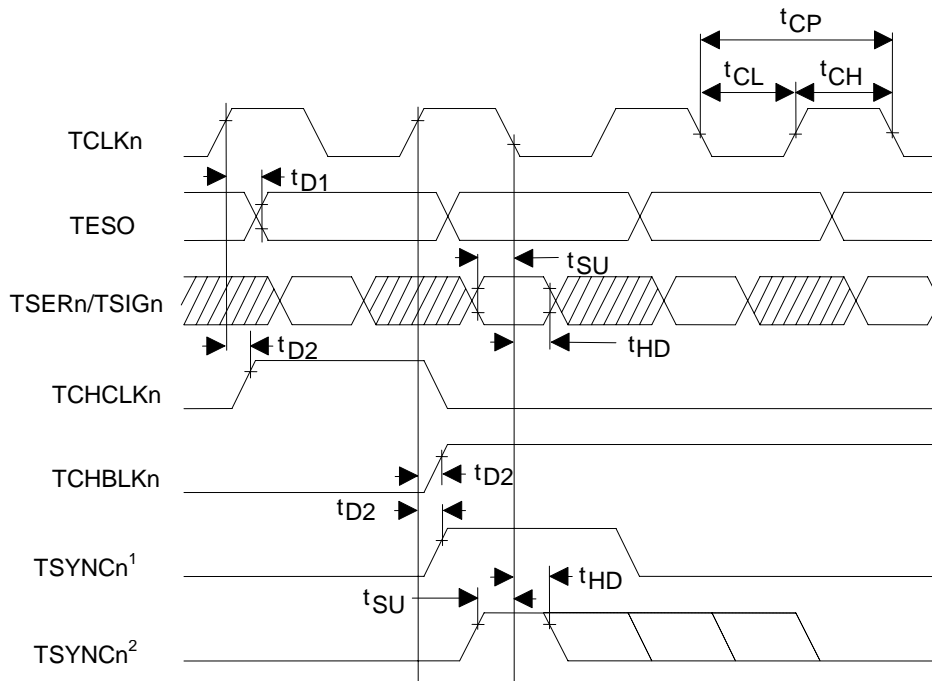 tCP
tCL tCH
TCLKn
tD1
TESO
tSU
TSERn/TSIGn
tD2 tHD
TCHCLKn
TCHBLKn tD2
tD2
TSYNCn1
tHD
tSU
TSYNCn2